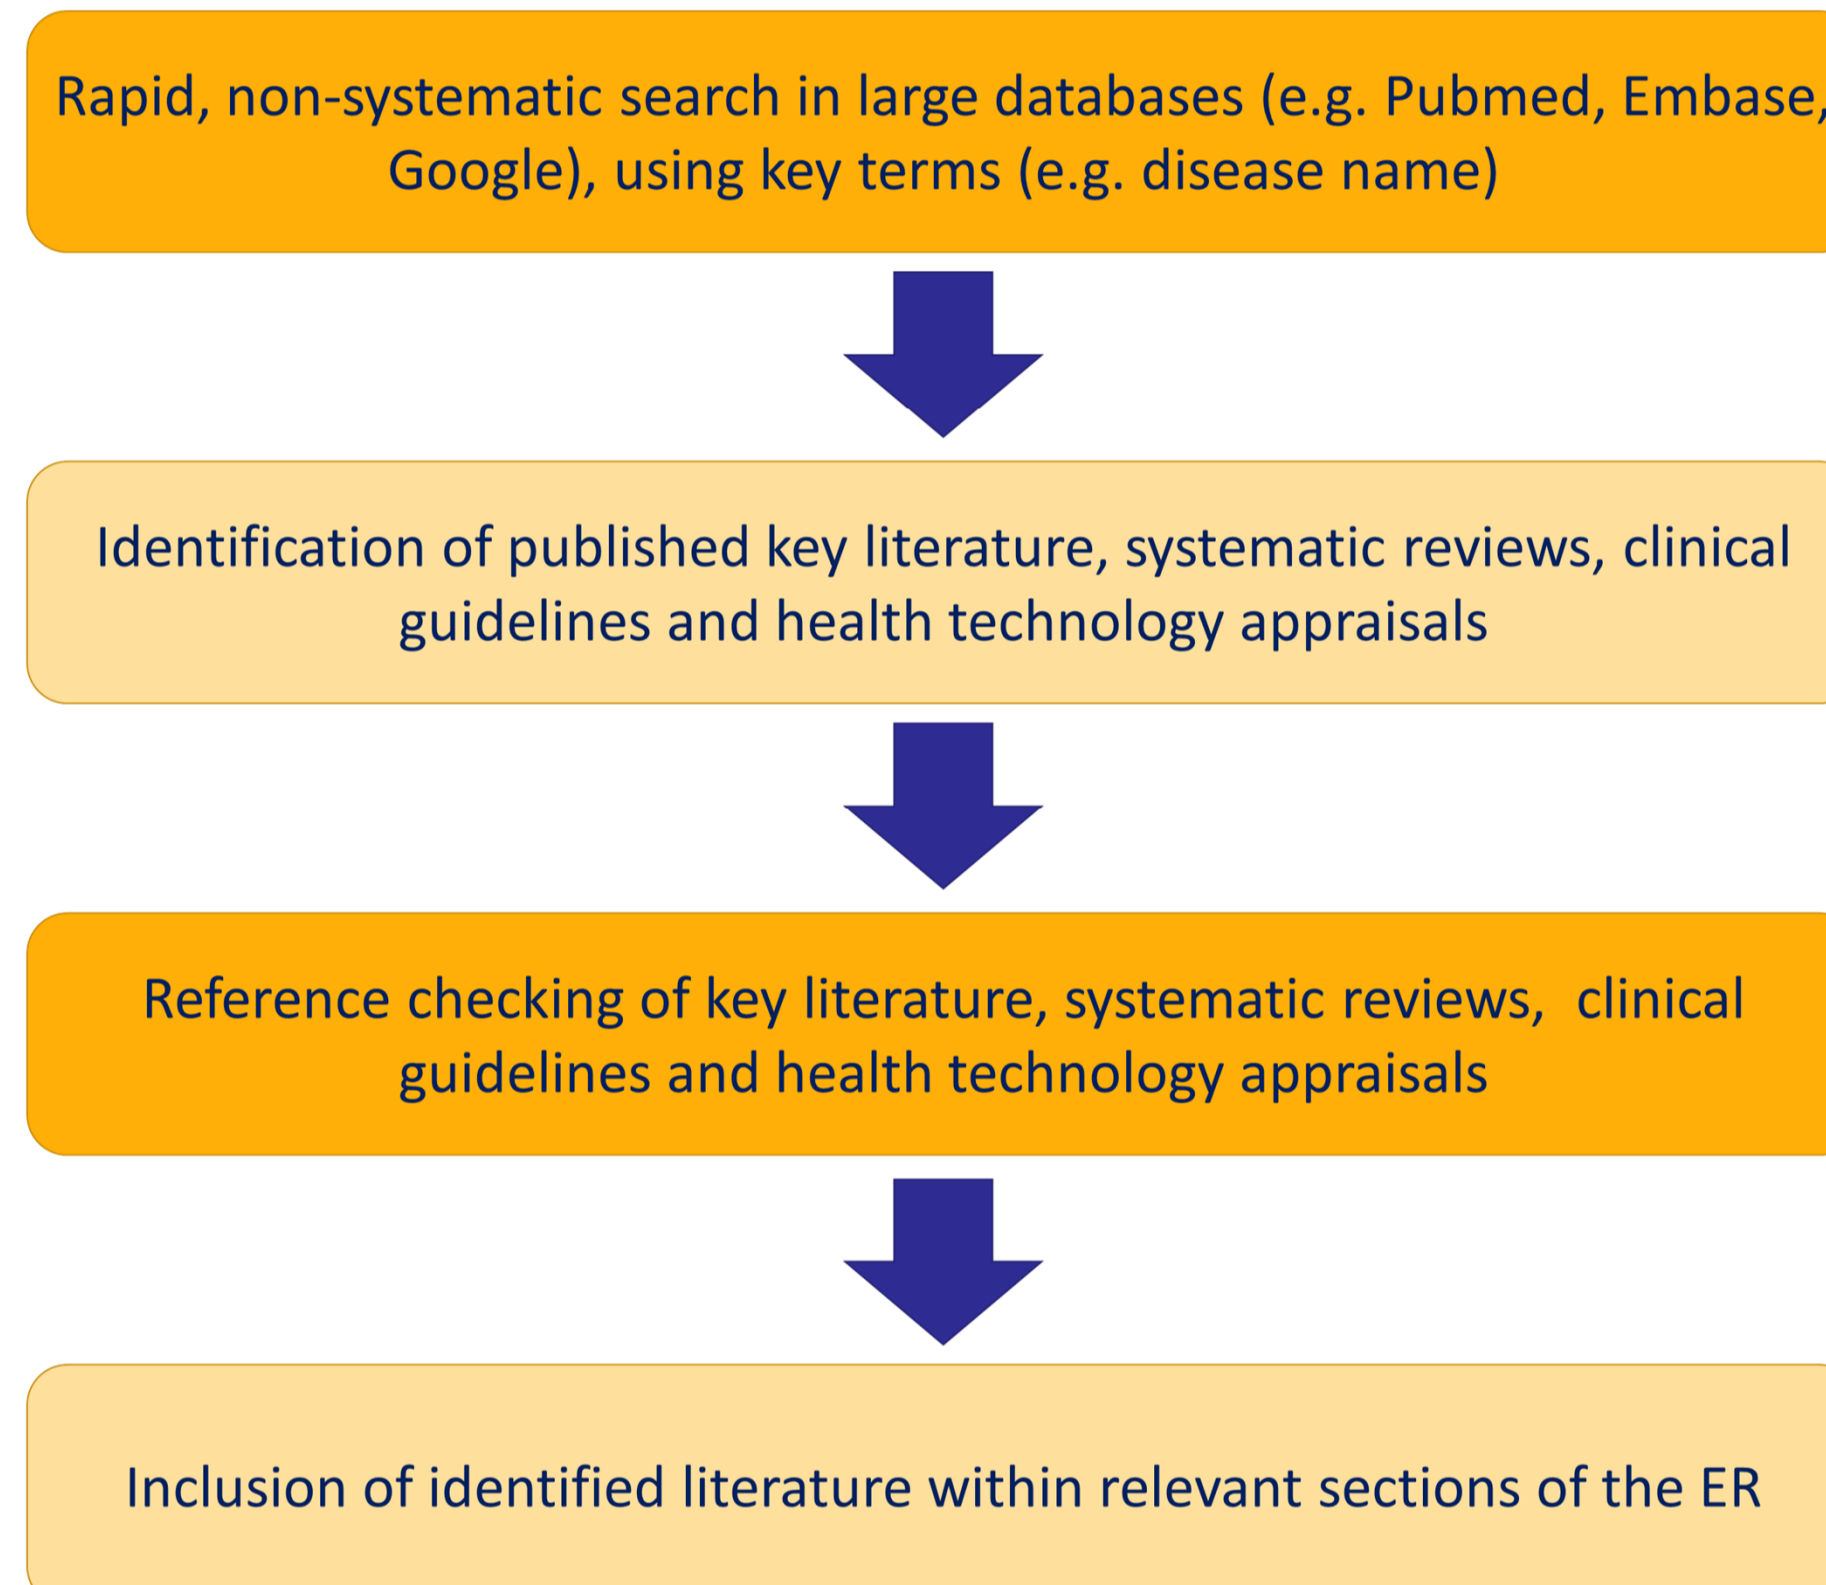 Rapid, non-systematic search in large databases (e.g. Pubmed, Embase,
Google), using key terms (e.g. disease name)
Identification of published key literature, systematic reviews, clinical
guidelines and health technology appraisals
Reference checking of key literature, systematic reviews,  clinical
guidelines and health technology appraisals
Inclusion of identified literature within relevant sections of the ER